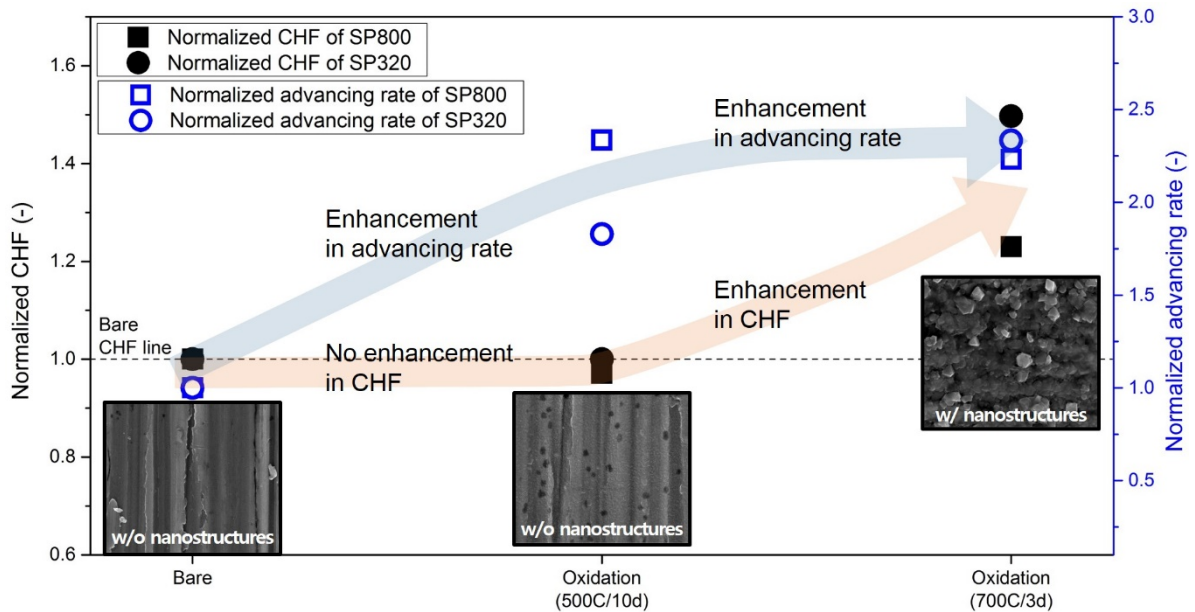 Normalized CHF of SP800
Normalized CHF of SP320
Normalized advancing rate of SP800
Normalized advancing rate of SP320
Normalized CHF (-)
1.6
1.4
1.2
1.0
0.8
0.6
Normalized advancing rate (-)
3.0
2.5
2.0
1.5
1.0
0.5
Enhancement
in advancing rate
Enhancement
in advancing rate
Enhancement
in CHF
Bare
CHF line
No enhancement
in CHF
w/o nanostructures
w/o nanostructures
w/ nanostructures
Bare
Oxidation
(500C/10d)
Oxidation
(700C/3d)